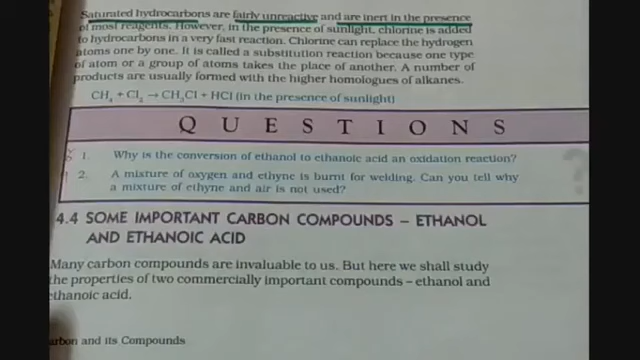 Saturated hydrocarbons are fairly unreactive and are inert in the presence
of most reagents. However, in the presence of sunlight, chlorine is added
to hydrocarbons in a very fast reaction. Chlorine can replace the hydrogen
atoms one by one. It is called a substitution reaction because one type
of atom or a group of atoms takes the place of another. A number of
products are usually formed with the higher homologues of alkanes.
CH₄ + Cl₂ → CH₃Cl + HCl (in the presence of sunlight)
QUESTIONS
1. Why is the conversion of ethanol to ethanoic acid an oxidation reaction?
2. A mixture of oxygen and ethyne is burnt for welding. Can you tell why
a mixture of ethyne and air is not used?
?
4.4 SOME IMPORTANT CARBON COMPOUNDS – ETHANOL
AND ETHANOIC ACID
Many carbon compounds are invaluable to us. But here we shall study
the properties of two commercially important compounds – ethanol and
ethanoic acid.
arbon and its Compounds